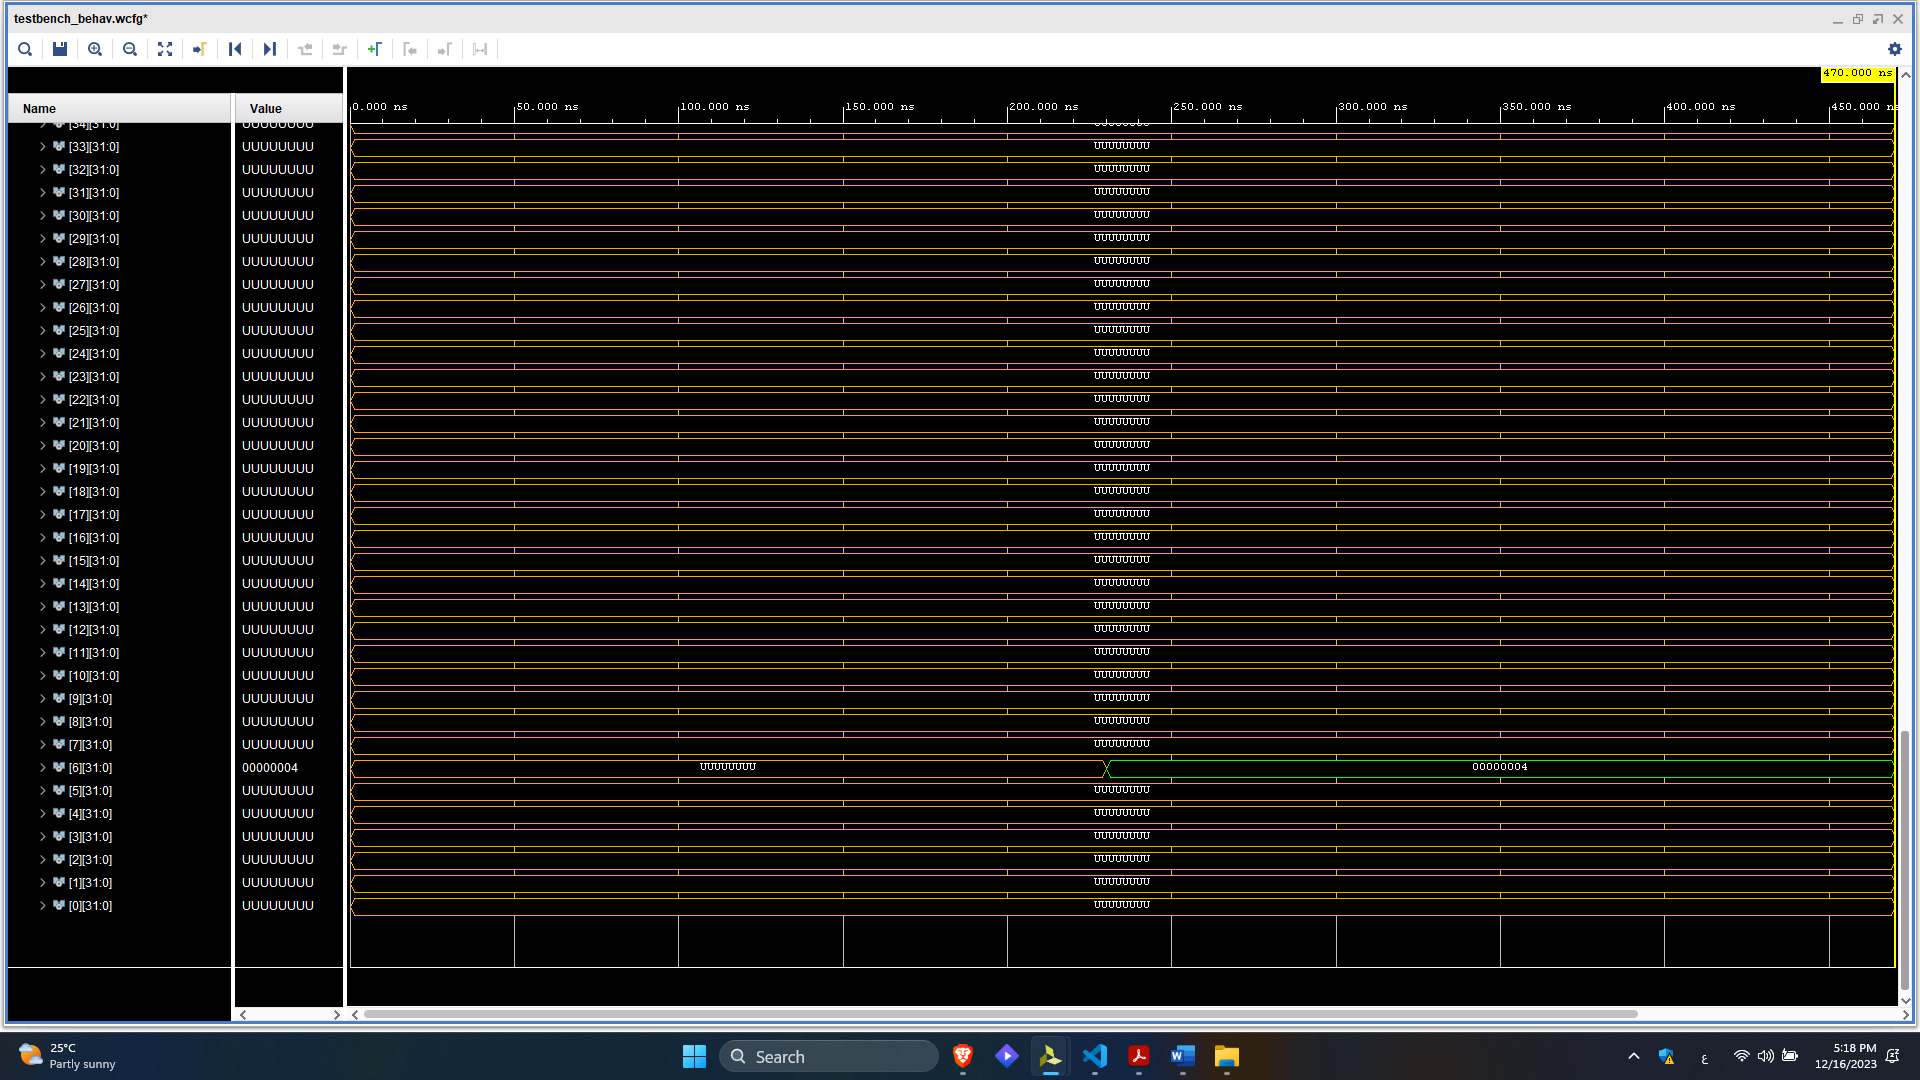 testbench_behav.wcfg*
470.000 ns
Name
Value
0.000 ns 50.000 ns 100.000 ns 150.000 ns 200.000 ns 250.000 ns 300.000 ns 350.000 ns 400.000 ns 450.000 ns
[34][31:0] UUUUUUUU UUUUUUUU
[33][31:0] UUUUUUUU UUUUUUUU
[32][31:0] UUUUUUUU UUUUUUUU
[31][31:0] UUUUUUUU UUUUUUUU
[30][31:0] UUUUUUUU UUUUUUUU
[29][31:0] UUUUUUUU UUUUUUUU
[28][31:0] UUUUUUUU UUUUUUUU
[27][31:0] UUUUUUUU UUUUUUUU
[26][31:0] UUUUUUUU UUUUUUUU
[25][31:0] UUUUUUUU UUUUUUUU
[24][31:0] UUUUUUUU UUUUUUUU
[23][31:0] UUUUUUUU UUUUUUUU
[22][31:0] UUUUUUUU UUUUUUUU
[21][31:0] UUUUUUUU UUUUUUUU
[20][31:0] UUUUUUUU UUUUUUUU
[19][31:0] UUUUUUUU UUUUUUUU
[18][31:0] UUUUUUUU UUUUUUUU
[17][31:0] UUUUUUUU UUUUUUUU
[16][31:0] UUUUUUUU UUUUUUUU
[15][31:0] UUUUUUUU UUUUUUUU
[14][31:0] UUUUUUUU UUUUUUUU
[13][31:0] UUUUUUUU UUUUUUUU
[12][31:0] UUUUUUUU UUUUUUUU
[11][31:0] UUUUUUUU UUUUUUUU
[10][31:0] UUUUUUUU UUUUUUUU
[9][31:0] UUUUUUUU UUUUUUUU
[8][31:0] UUUUUUUU UUUUUUUU
[7][31:0] UUUUUUUU UUUUUUUU
[6][31:0] 00000004 UUUUUUUU 00000004
[5][31:0] UUUUUUUU UUUUUUUU
[4][31:0] UUUUUUUU UUUUUUUU
[3][31:0] UUUUUUUU UUUUUUUU
[2][31:0] UUUUUUUU UUUUUUUU
[1][31:0] UUUUUUUU UUUUUUUU
[0][31:0] UUUUUUUU UUUUUUUU
25°C
Partly sunny
Search
ع
5:18 PM
12/16/2023